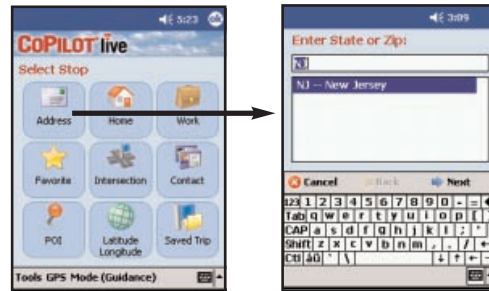 5:23
CoPilot live
Select Stop
Address Home Work
Favorite Intersection Contact
POI Latitude Longitude Saved Trip
Tools GPS Mode (Guidance)
3:09
Enter State or Zip:
NJ
NJ -- New Jersey
Cancel Back Next
123 1 2 3 4 5 6 7 8 9 0 - =
Tab q w e r t y u i o p [
CAP a s d f g h j k l ; '
Shift z x c v b n m , . /
Ctl áü ` \